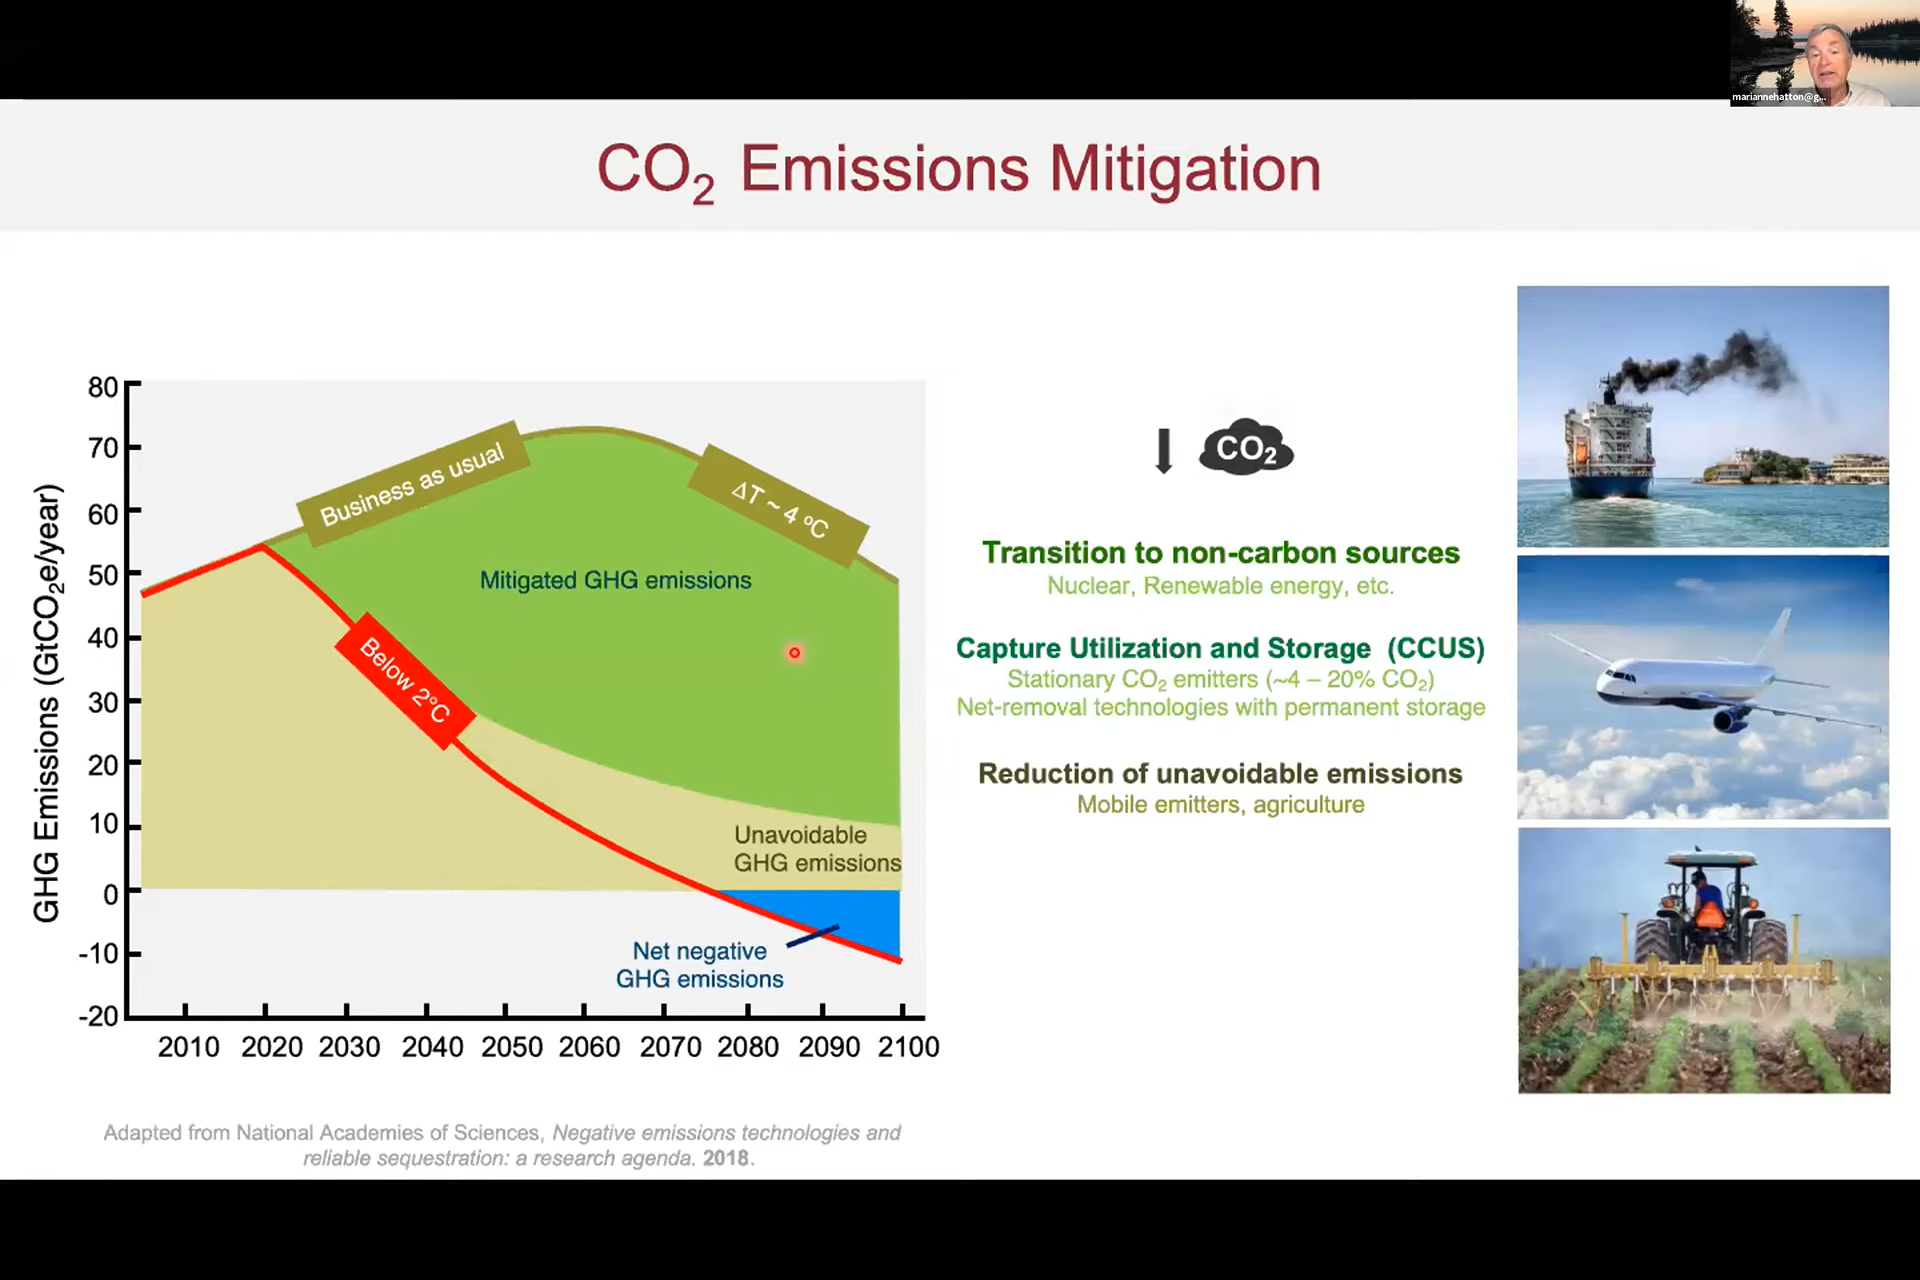 mariannehatton@g...
CO₂ Emissions Mitigation
GHG Emissions (GtCO₂e/year)
80
70
60
50
40
30
20
10
0
-10
-20
2010 2020 2030 2040 2050 2060 2070 2080 2090 2100
Business as usual
ΔT ~ 4 ºC
Mitigated GHG emissions
Below 2ºC
Unavoidable
GHG emissions
Net negative
GHG emissions
Adapted from National Academies of Sciences, Negative emissions technologies and
reliable sequestration: a research agenda. 2018.
CO₂
Transition to non-carbon sources
Nuclear, Renewable energy, etc.
Capture Utilization and Storage (CCUS)
Stationary CO₂ emitters (~4 – 20% CO₂)
Net-removal technologies with permanent storage
Reduction of unavoidable emissions
Mobile emitters, agriculture